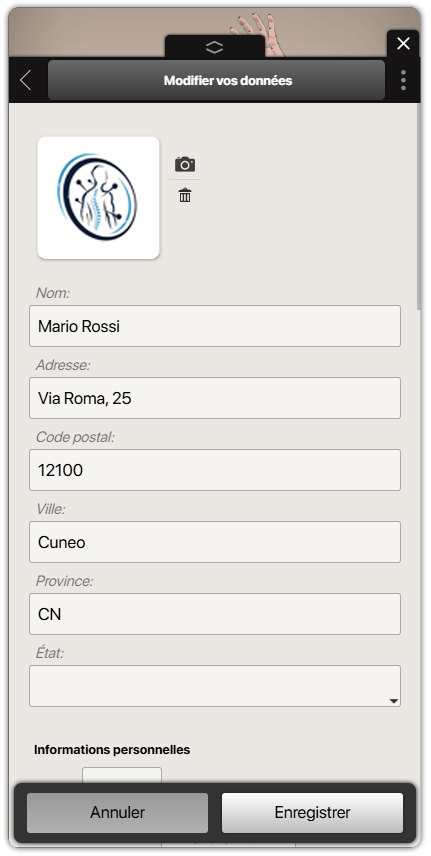 Modifier vos données
Nom:
Mario Rossi
Adresse:
Via Roma, 25
Code postal:
12100
Ville:
Cuneo
Province:
CN
État:
Informations personnelles
Annuler
Enregistrer